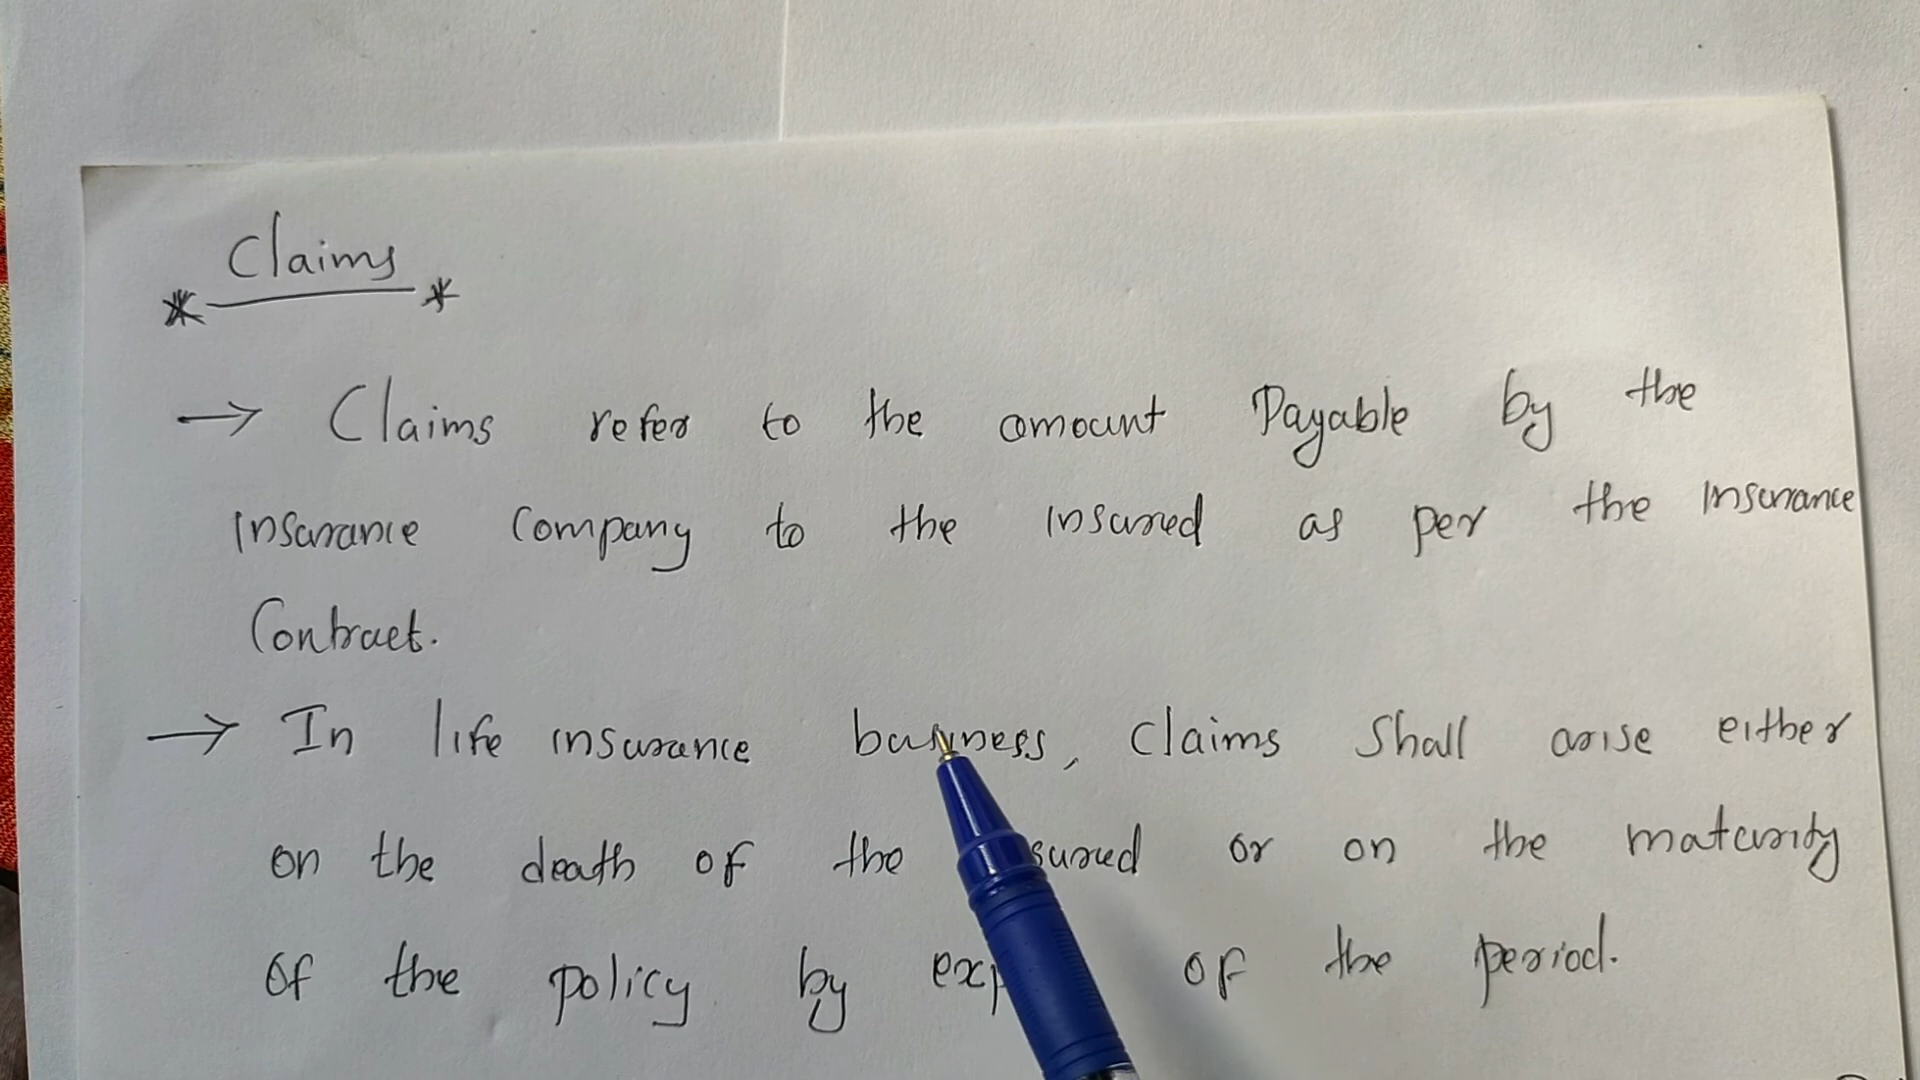 Claims
* *
→ Claims refer to the amount Payable by the
insurance Company to the insured as per the insurance
Contract.
→ In life insurance business, Claims Shall arise either
on the death of the or on the maturity
of the policy by of the period.